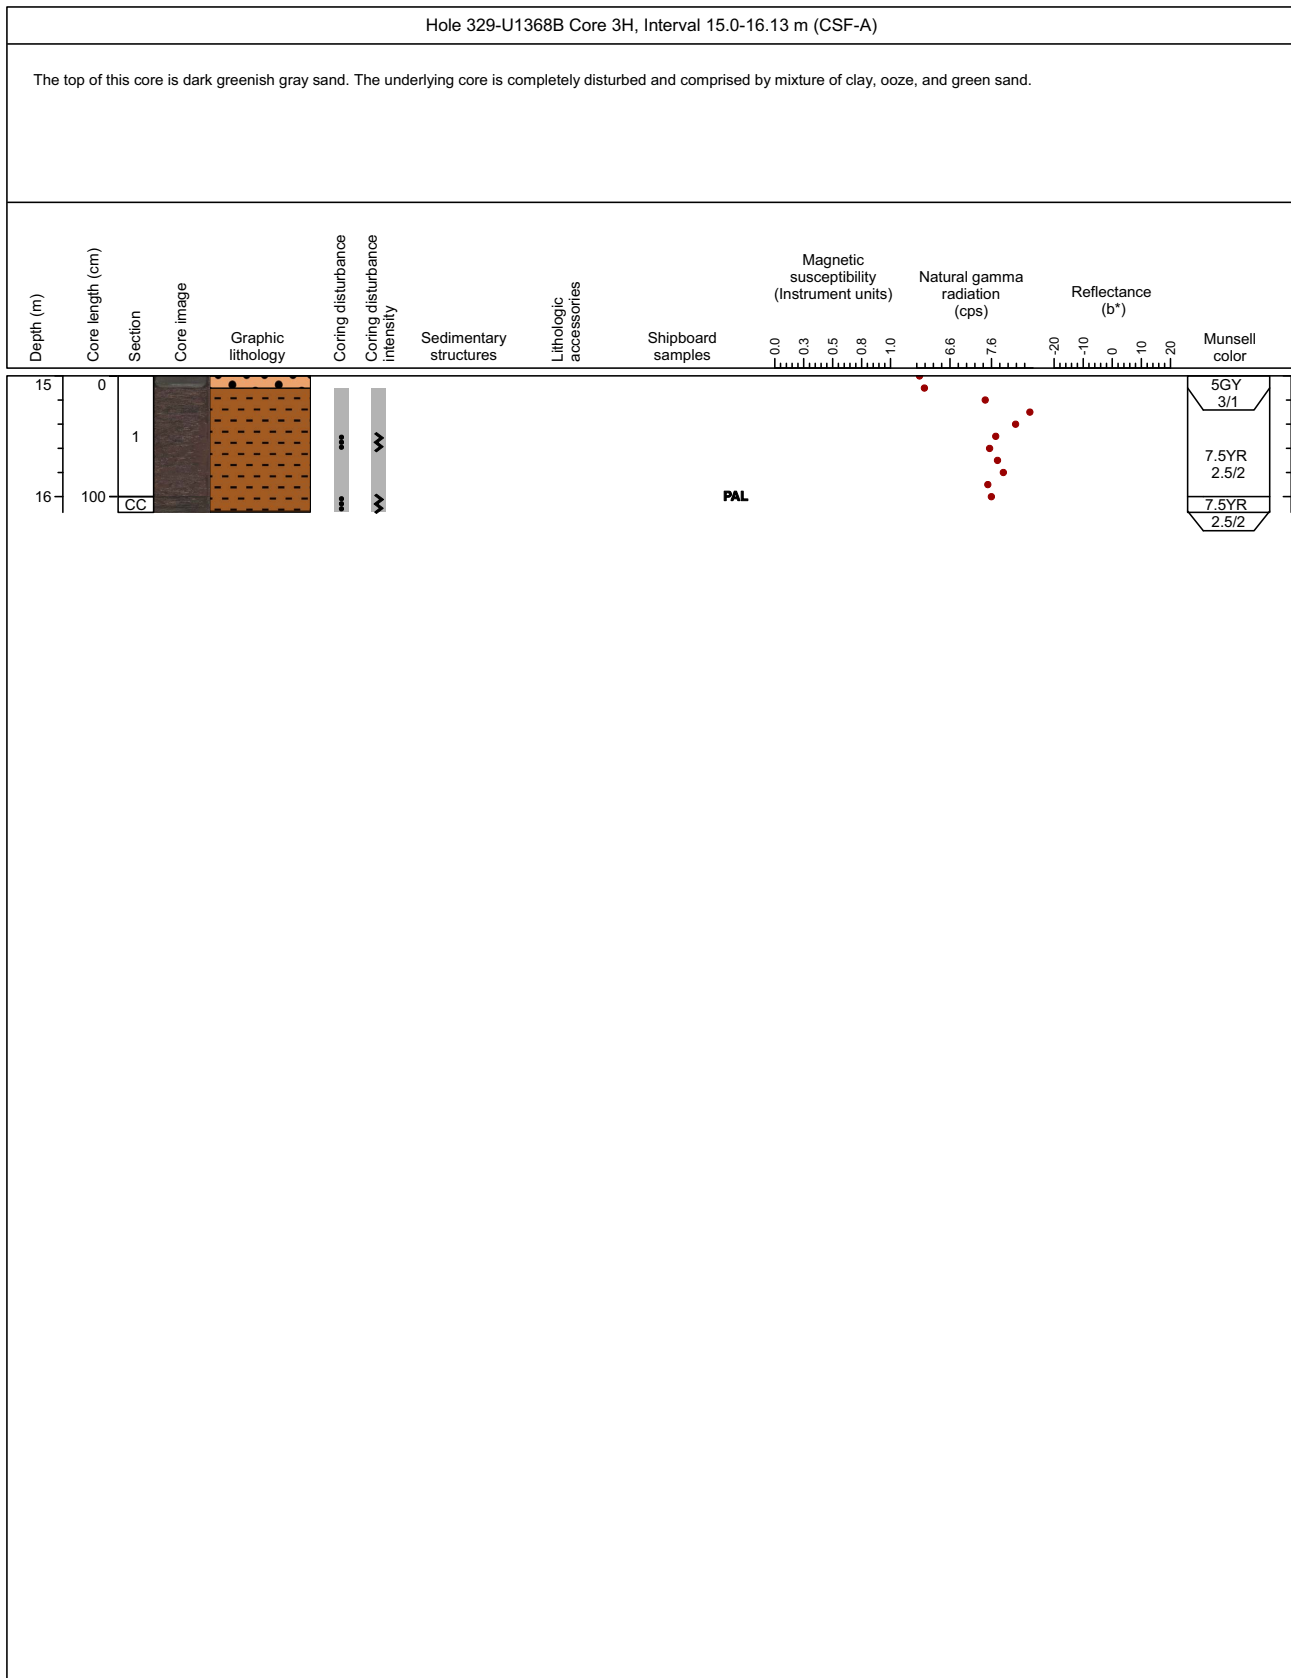 Hole 329-U1368B Core 3H, Interval 15.0-16.13 m (CSF-A)
The top of this core is dark greenish gray sand. The underlying core is completely disturbed and comprised by mixture of clay, ooze, and green sand.
Depth (m)
Core length (cm)
Section
Core image
Graphic
lithology
Coring disturbance
Coring disturbance
intensity
Sedimentary
structures
Lithologic
accessories
Shipboard
samples
Magnetic
susceptibility
(Instrument units)
0.0
0.3
0.5
0.8
1.0
Natural gamma
radiation
(cps)
6.6
7.6
Reflectance
(b*)
-20
-10
0
10
20
Munsell
color
15
0
5GY
3/1
1
7.5YR
2.5/2
16
100
PAL
CC
7.5YR
2.5/2